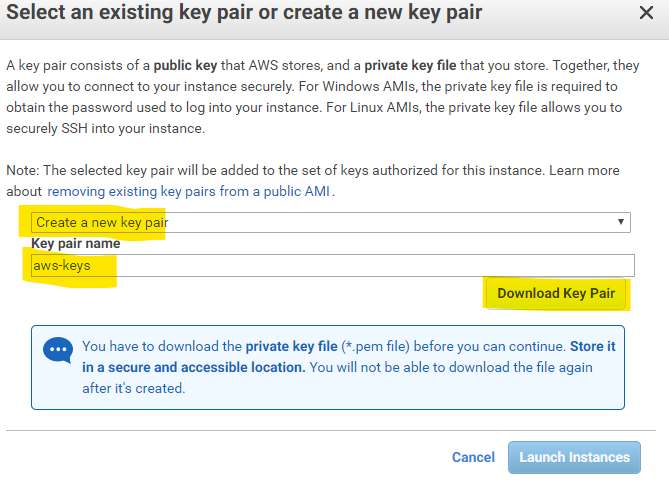 Select an existing key pair or create a new key pair
A key pair consists of a public key that AWS stores, and a private key file that you store. Together, they
allow you to connect to your instance securely. For Windows AMIs, the private key file is required to
obtain the password used to log into your instance. For Linux AMIs, the private key file allows you to
securely SSH into your instance.
Note: The selected key pair will be added to the set of keys authorized for this instance. Learn more
about removing existing key pairs from a public AMI.
Create a new key pair
Key pair name
aws-keys
Download Key Pair
You have to download the private key file (*.pem file) before you can continue. Store it
in a secure and accessible location. You will not be able to download the file again
after it's created.
Cancel Launch Instances